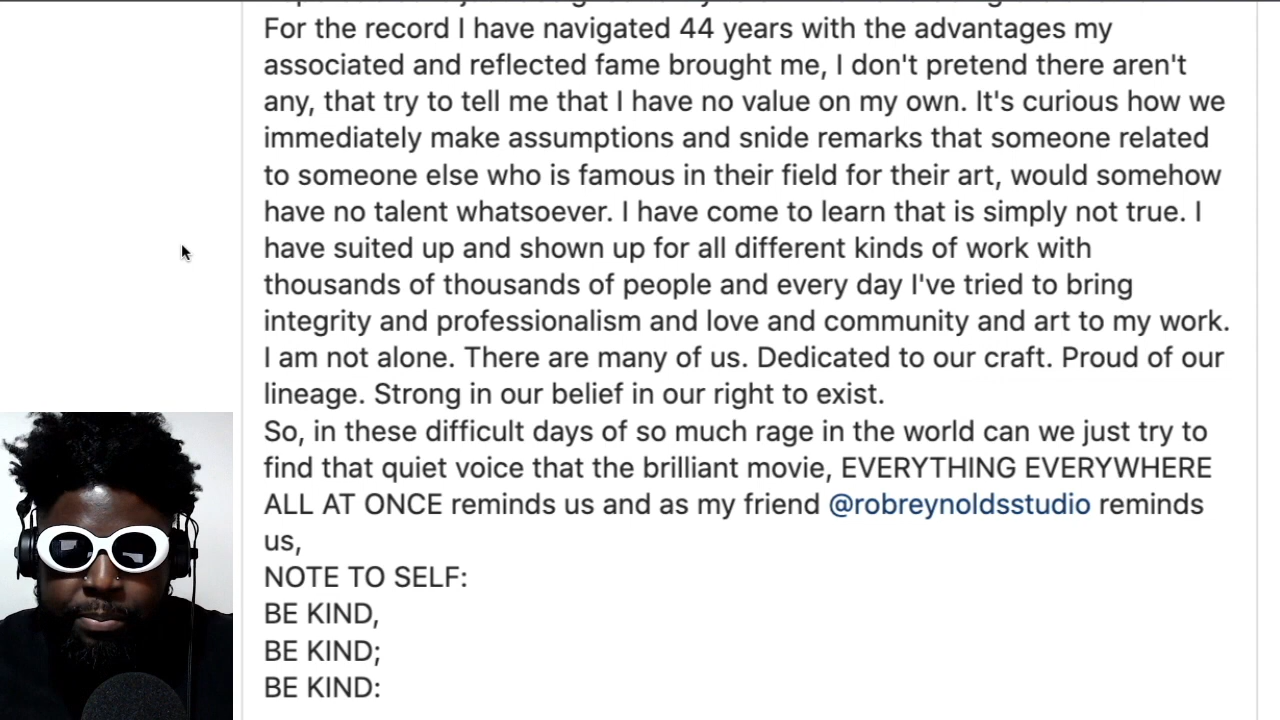 For the record I have navigated 44 years with the advantages my
associated and reflected fame brought me, I don't pretend there aren't
any, that try to tell me that I have no value on my own. It's curious how we
immediately make assumptions and snide remarks that someone related
to someone else who is famous in their field for their art, would somehow
have no talent whatsoever. I have come to learn that is simply not true. I
have suited up and shown up for all different kinds of work with
thousands of thousands of people and every day I've tried to bring
integrity and professionalism and love and community and art to my work.
I am not alone. There are many of us. Dedicated to our craft. Proud of our
lineage. Strong in our belief in our right to exist.
So, in these difficult days of so much rage in the world can we just try to
find that quiet voice that the brilliant movie, EVERYTHING EVERYWHERE
ALL AT ONCE reminds us and as my friend @robreynoldsstudio reminds
us,
NOTE TO SELF:
BE KIND,
BE KIND;
BE KIND: